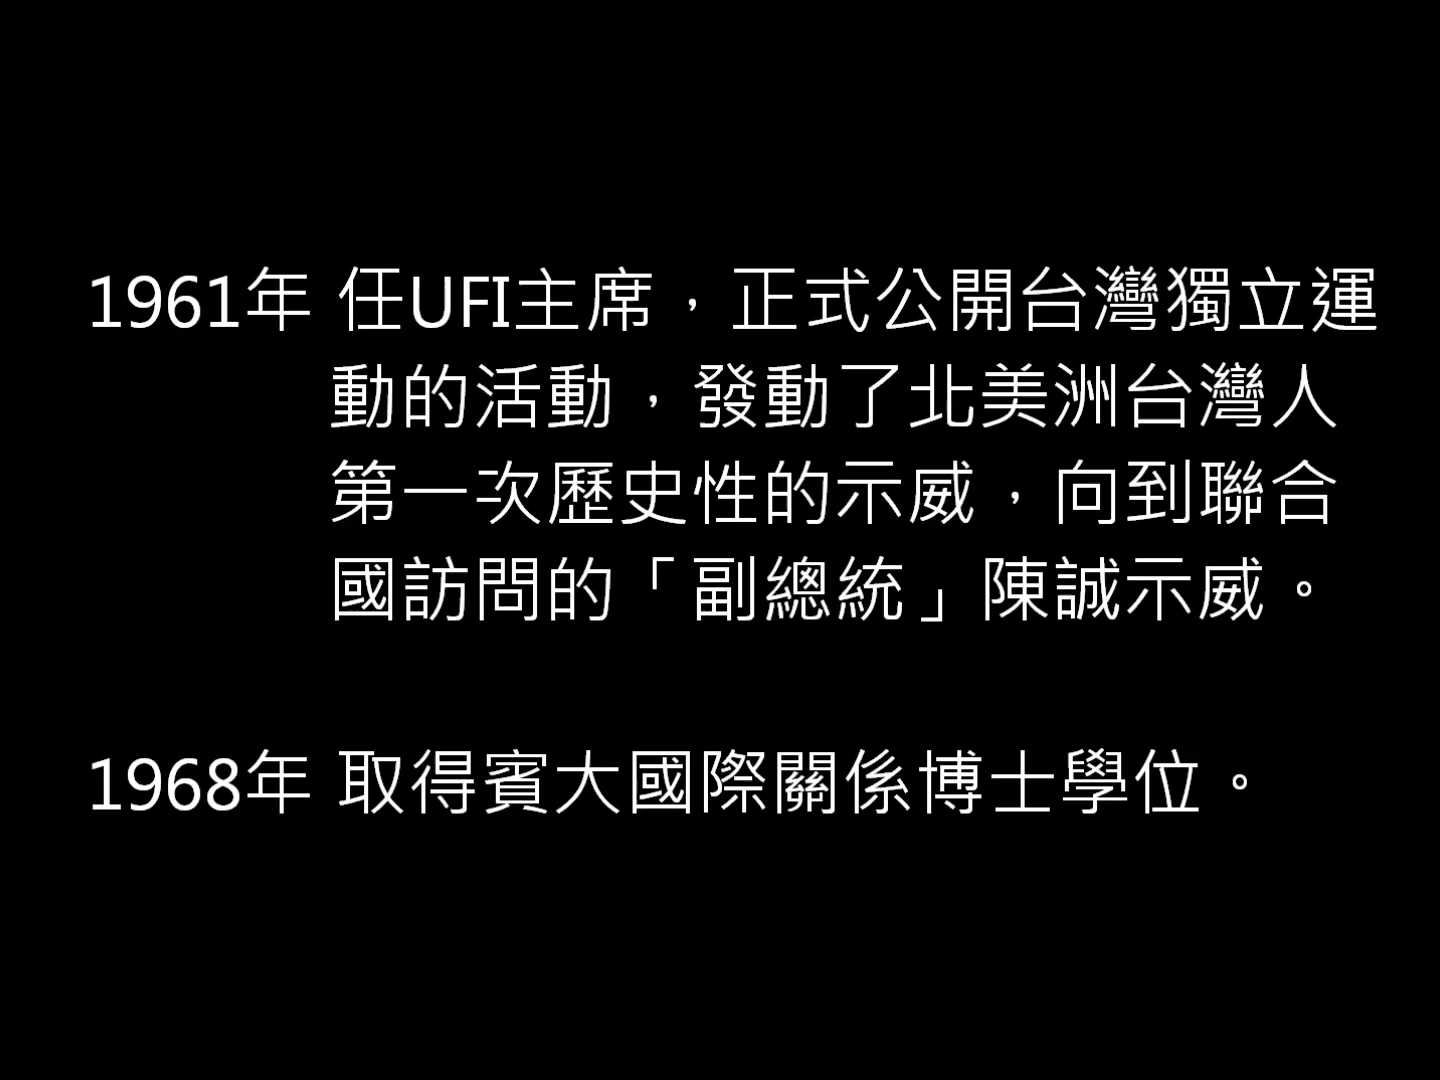 1961年 任UFI主席，正式公開台灣獨立運
動的活動，發動了北美洲台灣人
第一次歷史性的示威，向到聯合
國訪問的「副總統」陳誠示威。
1968年 取得賓大國際關係博士學位。